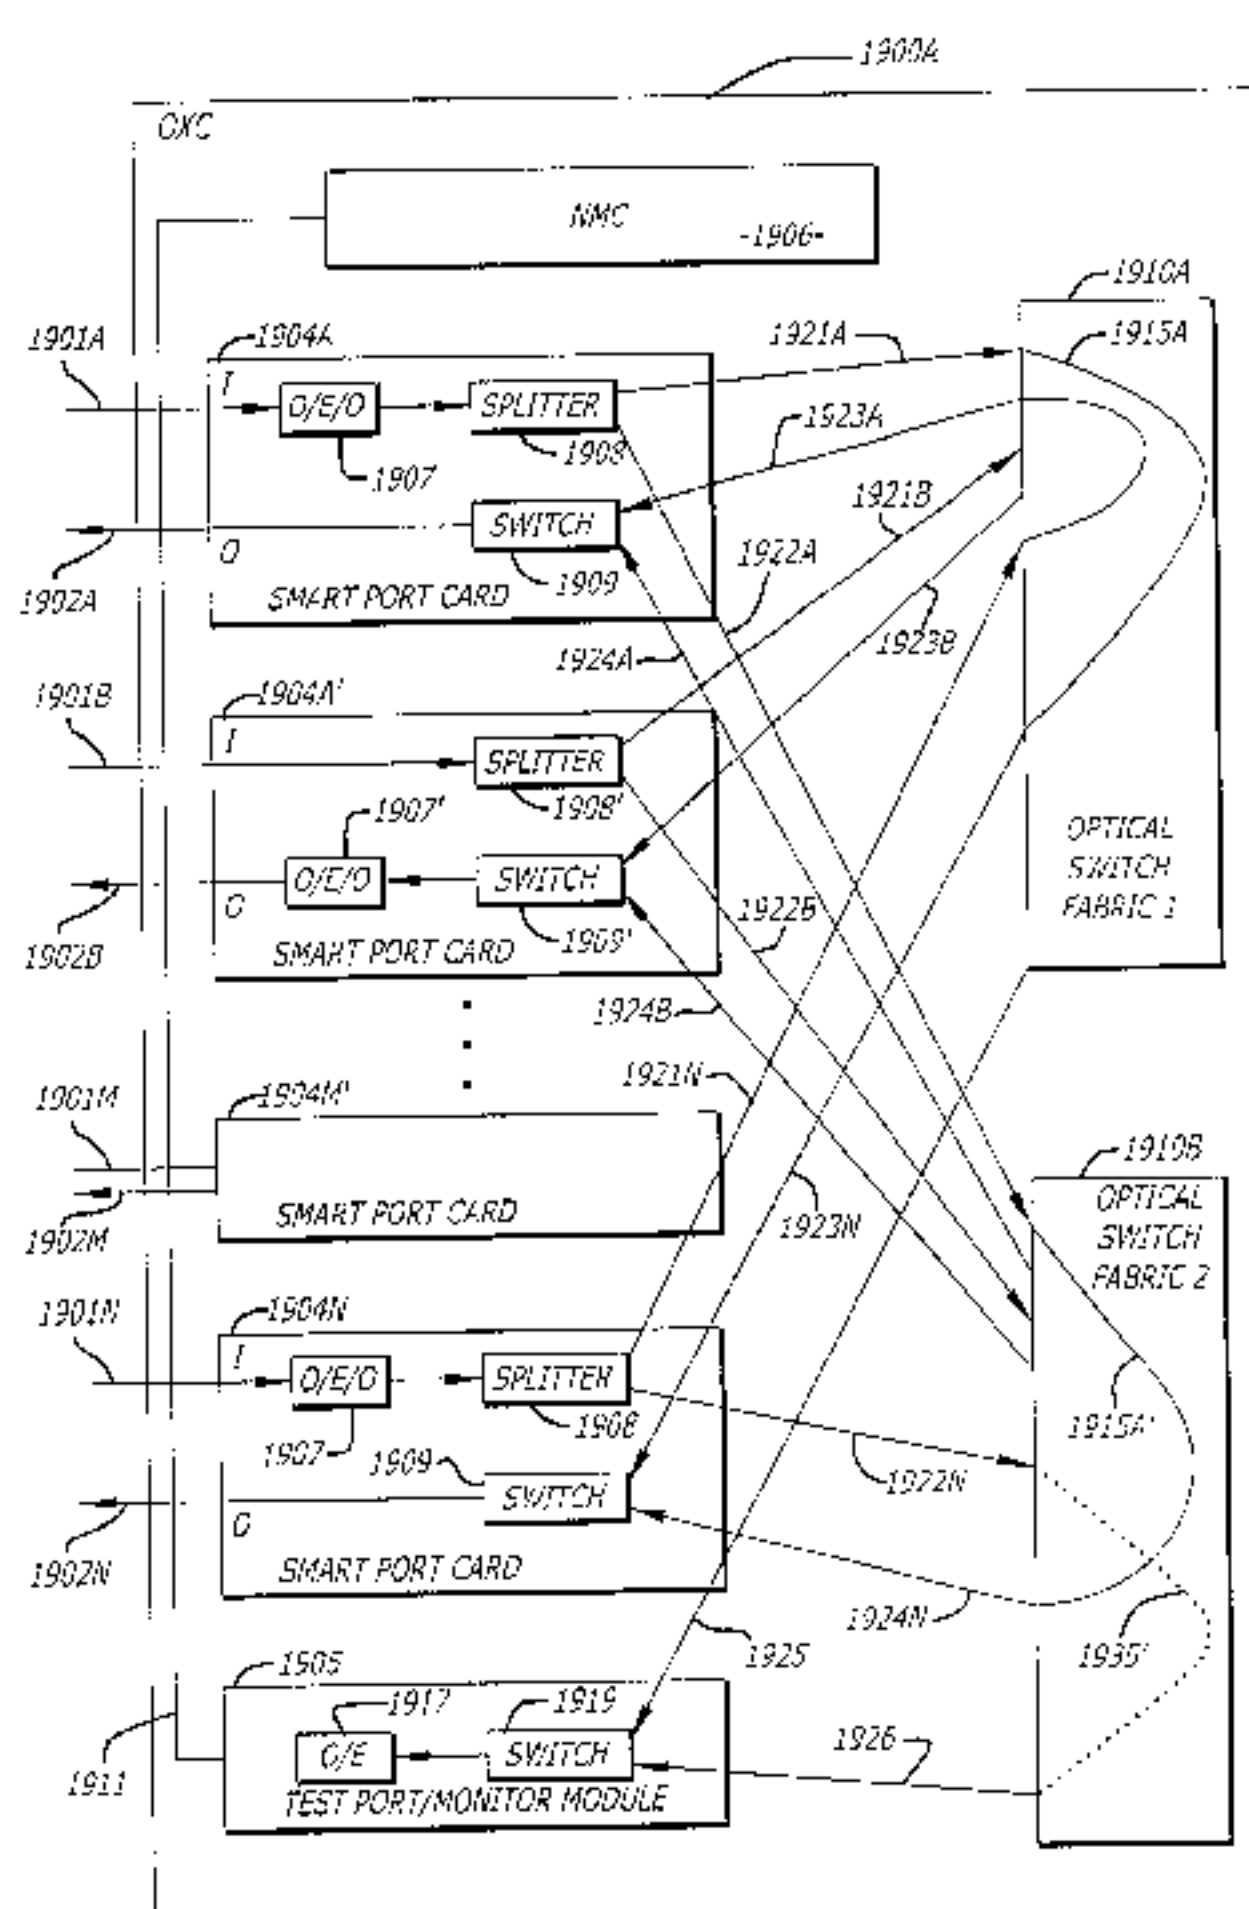 1900A
OXC
NMC
-1906-
1910A
1901A
1904A
1921A
1915A
I
O/E/O
SPLITTER
1923A
1908
1907
1921B
SWITCH
O
1922A
1909
1902A
SMART PORT CARD
1923B
1924A
1901B
1904A'
I
SPLITTER
1907'
1908'
OPTICAL
SWITCH
FABRIC 1
O/E/O
SWITCH
O
1922B
1909'
1902B
SMART PORT CARD
1924B
1921N
1901M
1904M'
1910B
OPTICAL
SWITCH
FABRIC 2
SMART PORT CARD
1923N
1902M
1901N
1904N
I
O/E/O
SPLITTER
1908
1915A'
1907
1909
1922N
SWITCH
O
1902N
SMART PORT CARD
1924N
1925
1935'
1905
1917
1919
O/E
SWITCH
1926
1911
TEST PORT/MONITOR MODULE